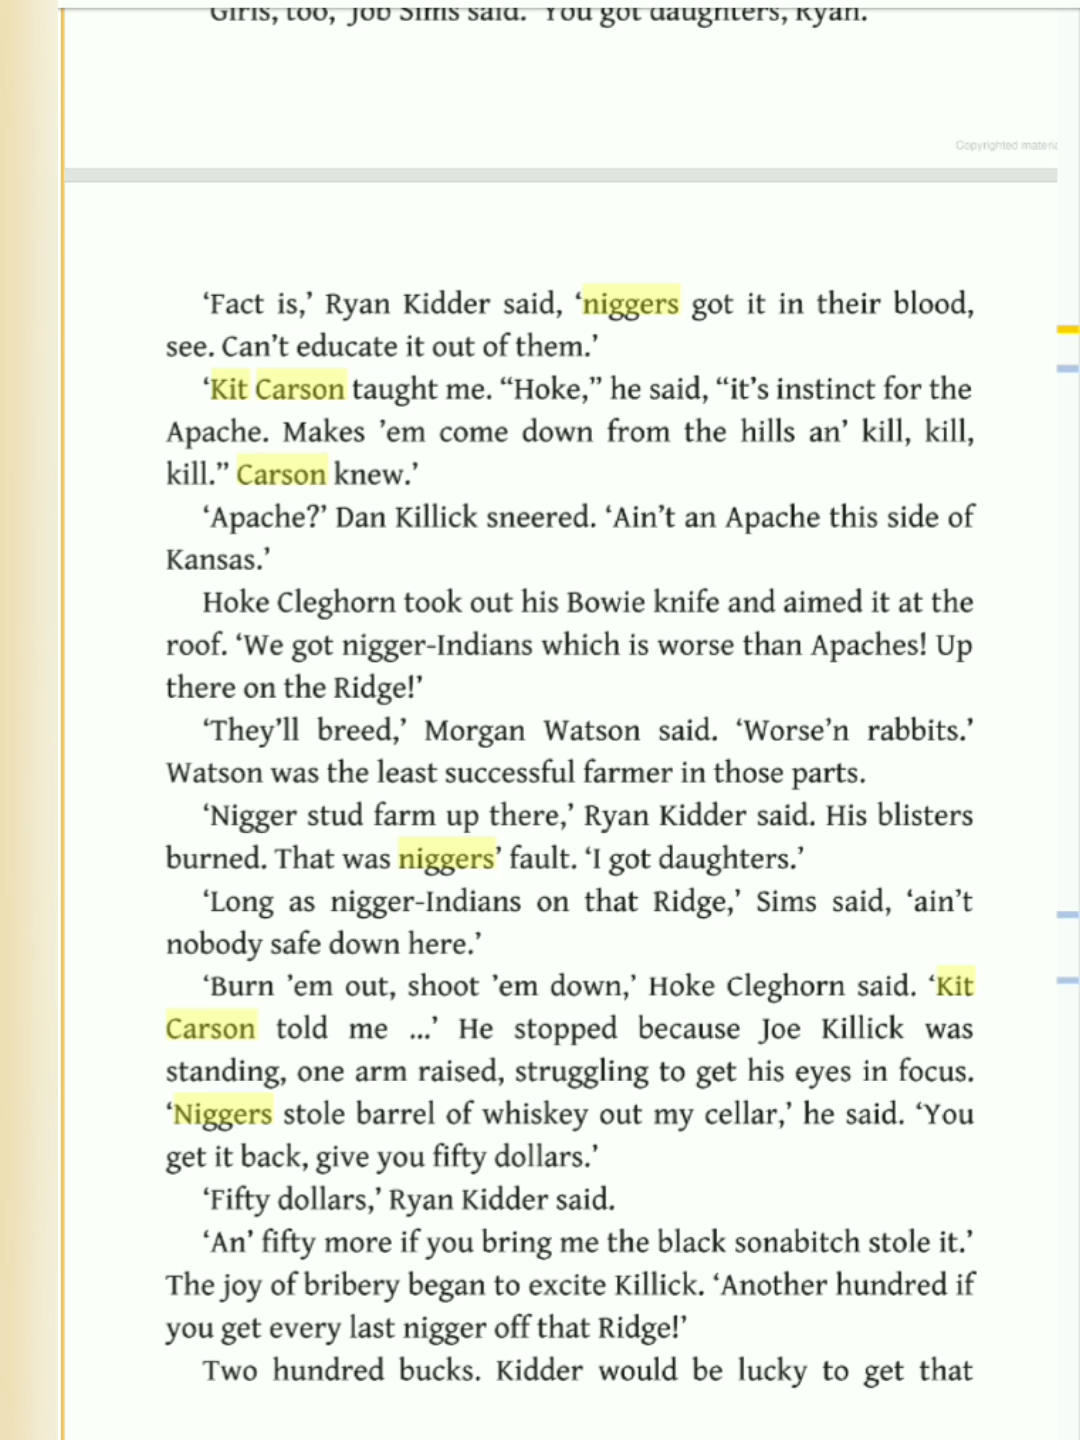 Girls, too,' Job Sims said. 'You got daughters, Ryan.'
Copyrighted materia
‘Fact is,’ Ryan Kidder said, ‘niggers got it in their blood,
see. Can’t educate it out of them.’
‘Kit Carson taught me. “Hoke,” he said, “it’s instinct for the
Apache. Makes ’em come down from the hills an’ kill, kill,
kill.” Carson knew.’
‘Apache?’ Dan Killick sneered. ‘Ain’t an Apache this side of
Kansas.’
Hoke Cleghorn took out his Bowie knife and aimed it at the
roof. ‘We got nigger-Indians which is worse than Apaches! Up
there on the Ridge!’
‘They’ll breed,’ Morgan Watson said. ‘Worse’n rabbits.’
Watson was the least successful farmer in those parts.
‘Nigger stud farm up there,’ Ryan Kidder said. His blisters
burned. That was niggers’ fault. ‘I got daughters.’
‘Long as nigger-Indians on that Ridge,’ Sims said, ‘ain’t
nobody safe down here.’
‘Burn ’em out, shoot ’em down,’ Hoke Cleghorn said. ‘Kit
Carson told me ...’ He stopped because Joe Killick was
standing, one arm raised, struggling to get his eyes in focus.
‘Niggers stole barrel of whiskey out my cellar,’ he said. ‘You
get it back, give you fifty dollars.’
‘Fifty dollars,’ Ryan Kidder said.
‘An’ fifty more if you bring me the black sonabitch stole it.’
The joy of bribery began to excite Killick. ‘Another hundred if
you get every last nigger off that Ridge!’
Two hundred bucks. Kidder would be lucky to get that